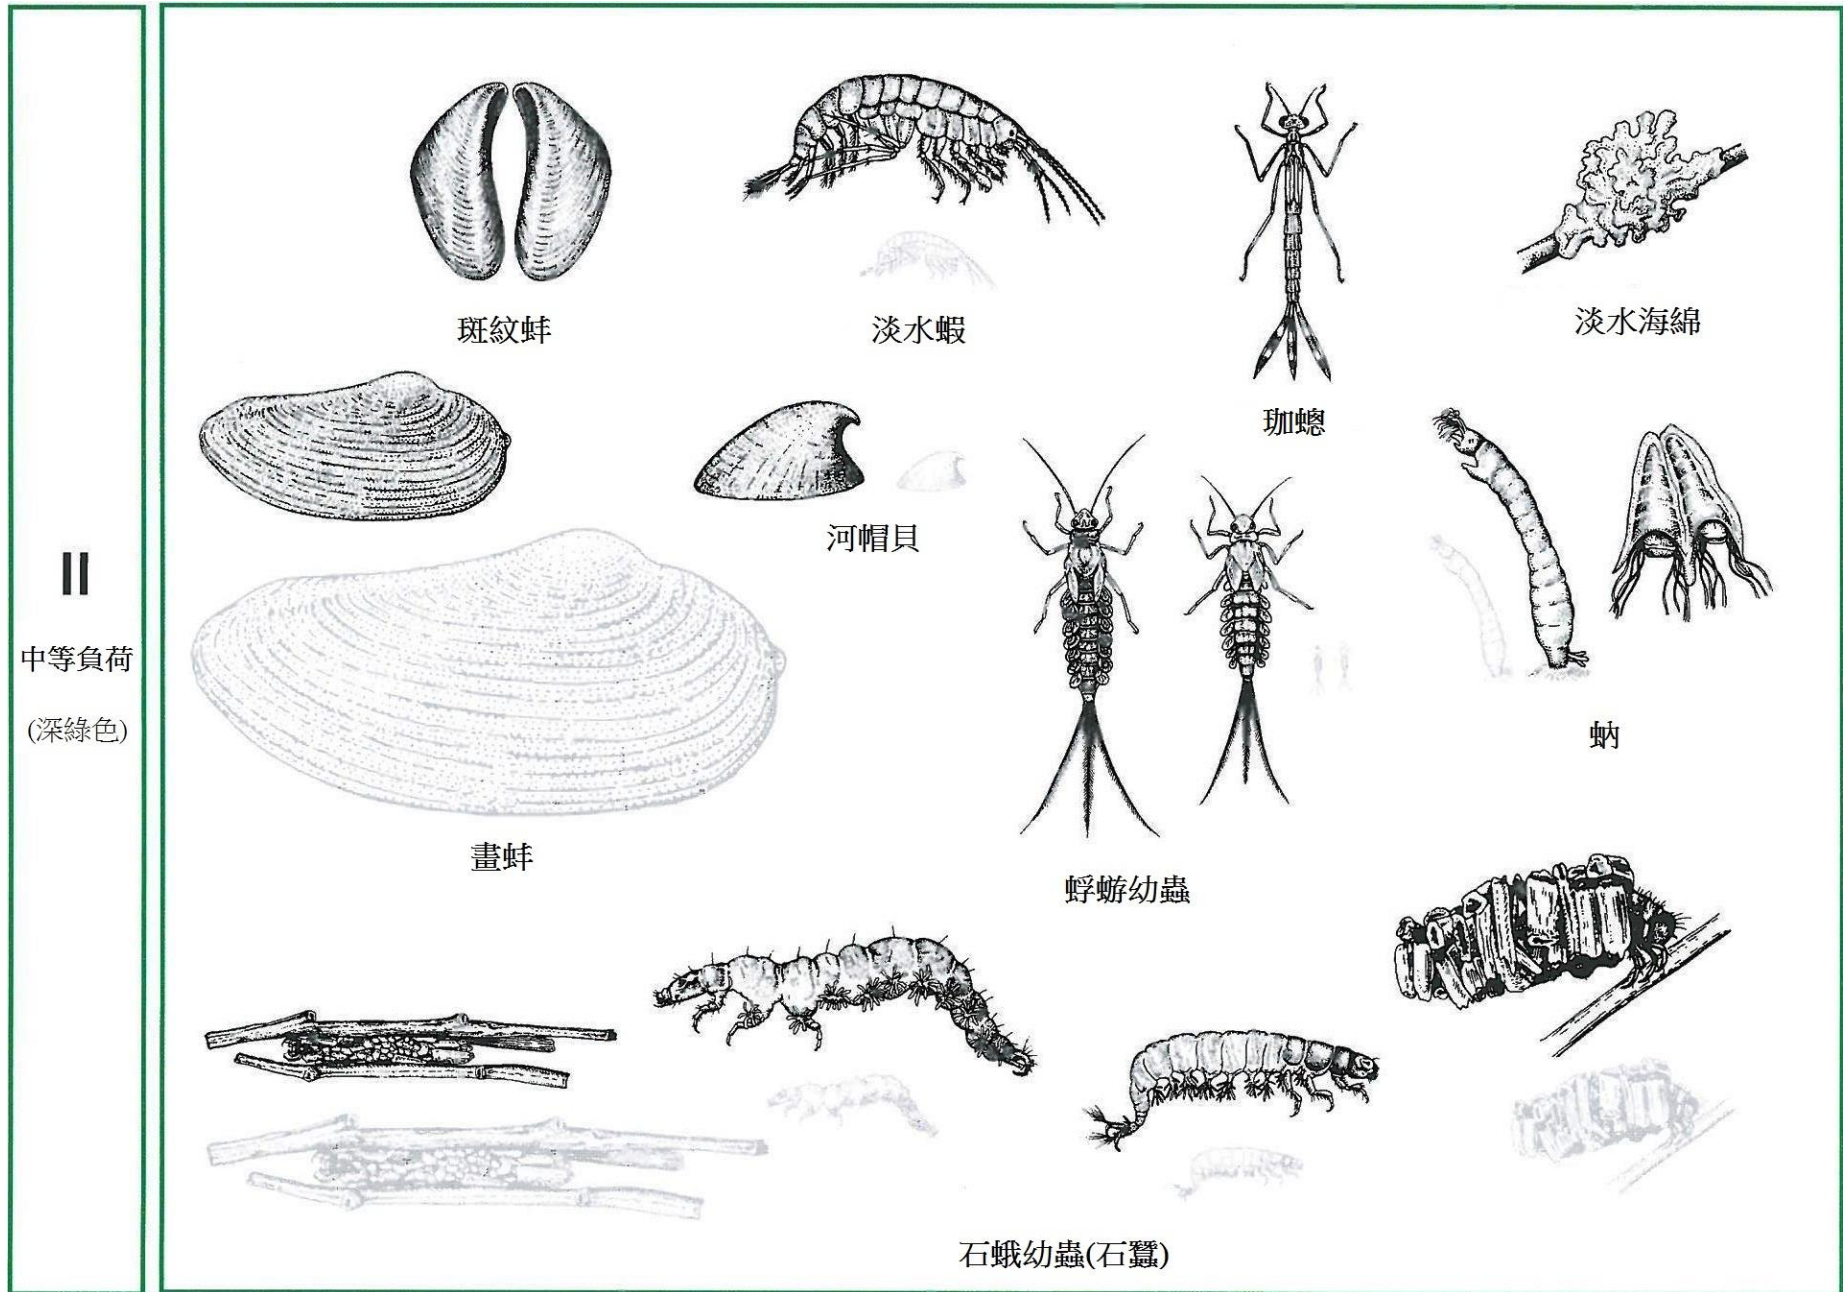 II
中等負荷
(深綠色)
斑紋蚌
淡水蝦
珈蟌
淡水海綿
河帽貝
畫蚌
蜉蝣幼蟲
蚋
石蛾幼蟲(石蠶)